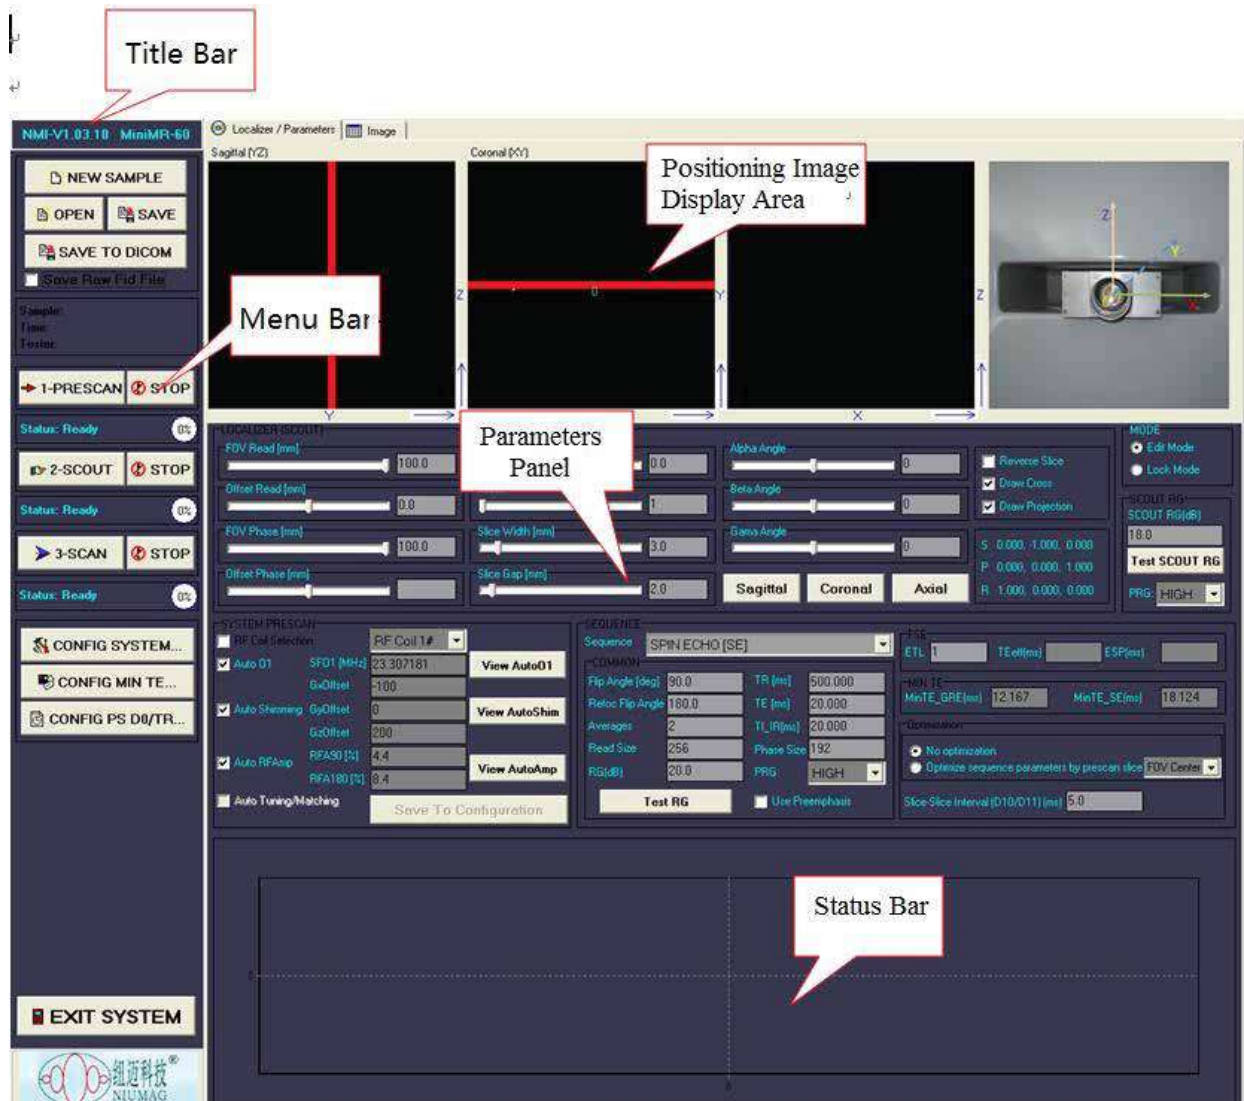 Title Bar
NMI-V1.03.10 MiniMR-60
Localizer / Parameters
Image
Sagittal (YZ)
Coronal (XY)
Positioning Image
Display Area
NEW SAMPLE
OPEN
SAVE
SAVE TO DICOM
Save Raw Fid File
Sample:
Time:
Tester:
Menu Bar
Z
Y
Z
0
Z
Y
X
Y
X
1-PRESCAN
STOP
Status: Ready
0%
2-SCOUT
STOP
Status: Ready
0%
3-SCAN
STOP
Status: Ready
0%
CONFIG SYSTEM...
CONFIG MIN TE...
CONFIG PS D0/TR...
EXIT SYSTEM
纽迈科技®
NIUMAG
LOCALIZER (SCOUT)
FOV Read [mm]
100.0
Offset Read [mm]
0.0
FOV Phase [mm]
100.0
Offset Phase [mm]
Parameters
Panel
0.0
1
Slice Width [mm]
3.0
Slice Gap [mm]
2.0
Alpha Angle
0
Beta Angle
0
Gama Angle
0
Sagittal
Coronal
Axial
Reverse Slice
Draw Cross
Draw Projection
S 0.000, -1.000, 0.000
P 0.000, 0.000, 1.000
R 1.000, 0.000, 0.000
MODE
Edit Mode
Lock Mode
SCOUT RG
SCOUT RG(dB)
18.0
Test SCOUT RG
PRG: HIGH
SYSTEM PRESCAN
RF Coil Selection
RF Coil 1#
Auto O1
SFO1 [MHz]
23.307181
View AutoO1
GxOffset
-100
Auto Shimming
GyOffset
0
View AutoShim
GzOffset
200
Auto RFAmp
RFA90 [%]
4.4
View AutoAmp
RFA180 [%]
8.4
Auto Tuning/Matching
Save To Configuration
SEQUENCE
Sequence
SPIN ECHO [SE]
COMMON
Flip Angle [deg]
90.0
TR [ms]
500.000
Refoc Flip Angle
180.0
TE [ms]
20.000
Averages
2
TI_IR[ms]
20.000
Read Size
256
Phase Size
192
RG(dB)
20.0
PRG
HIGH
Test RG
Use Preemphasis
FSE
ETL
1
TEeff[ms]
ESP[ms]
MIN TE
MinTE_GRE[ms]
12.167
MinTE_SE[ms]
18.124
Optimization
No optimization
Optimize sequence parameters by prescan slice
FOV Center
Slice-Slice Interval (D10/D11) [ms]
5.0
Status Bar
0
0